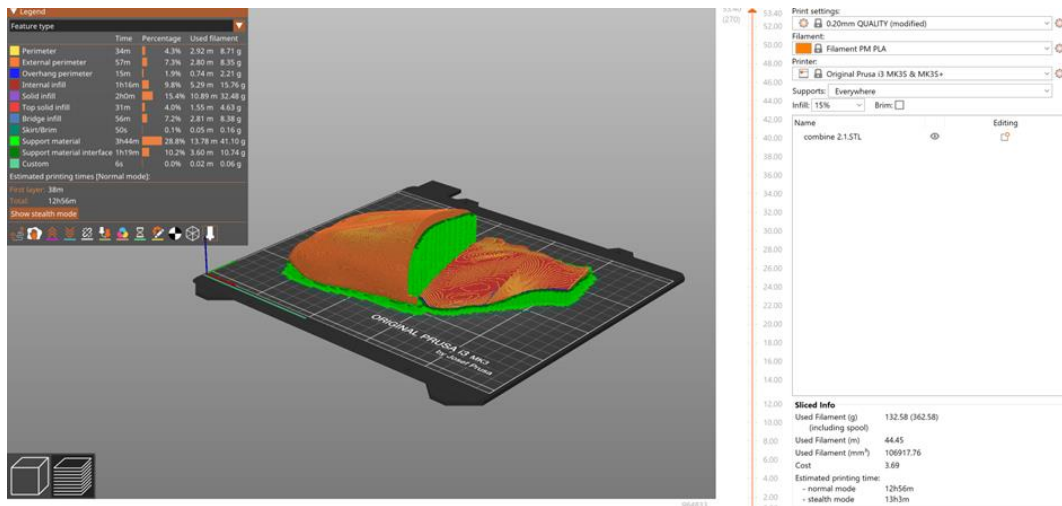 Legend
Feature type
Time Percentage Used filament
Perimeter 34m 4.3% 2.92 m 8.71 g
External perimeter 57m 7.3% 2.80 m 8.35 g
Overhang perimeter 15m 1.9% 0.74 m 2.21 g
Internal infill 1h16m 9.8% 5.29 m 15.76 g
Solid infill 2h0m 15.4% 10.89 m 32.48 g
Top solid infill 31m 4.0% 1.55 m 4.63 g
Bridge infill 56m 7.2% 2.81 m 8.38 g
Skirt/Brim 50s 0.1% 0.05 m 0.16 g
Support material 3h44m 28.8% 13.78 m 41.10 g
Support material interface 1h19m 10.2% 3.60 m 10.74 g
Custom 6s 0.0% 0.02 m 0.06 g
Estimated printing times [Normal mode]:
First layer: 38m
Total: 12h56m
Show stealth mode
ORIGINAL PRUSA i3 MK3
by Josef Prusa
(270)
53.40
52.00
50.00
48.00
46.00
44.00
42.00
40.00
38.00
36.00
34.00
32.00
30.00
28.00
26.00
24.00
22.00
20.00
18.00
16.00
14.00
12.00
10.00
8.00
6.00
4.00
2.00
Print settings:
0.20mm QUALITY (modified)
Filament:
Filament PM PLA
Printer:
Original Prusa i3 MK3S & MK3S+
Supports: Everywhere
Infill: 15% Brim:
Name Editing
combine 2.1.STL
Sliced Info
Used Filament (g) 132.58 (362.58)
(including spool)
Used Filament (m) 44.45
Used Filament (mm³) 106917.76
Cost 3.69
Estimated printing time:
- normal mode 12h56m
- stealth mode 13h3m